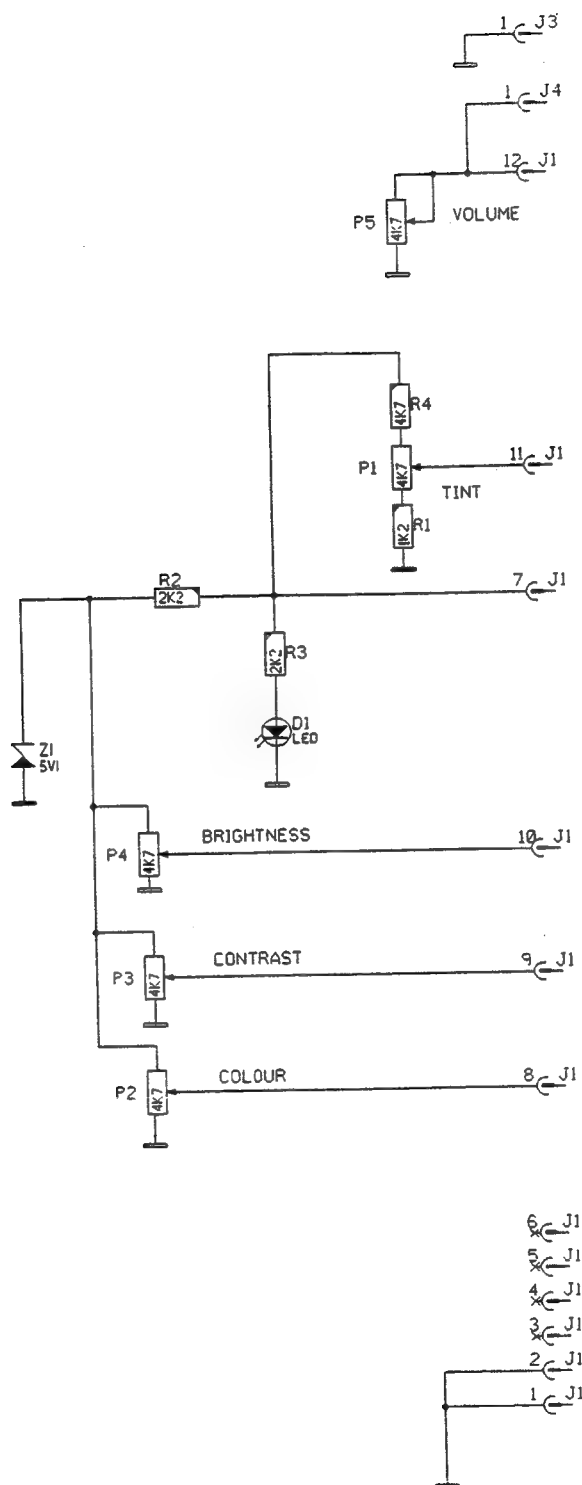 1 J3
1 J4
12 J1
P5 4K7 VOLUME
4K7 R4
P1 4K7 11 J1
TINT
1K2 R1
R2 7 J1
2K2
2K2 R3
D1
LED
Z1
5V1
BRIGHTNESS 10 J1
P4 4K7
CONTRAST 9 J1
P3 4K7
COLOUR 8 J1
P2 4K7
6 J1
5 J1
4 J1
3 J1
2 J1
1 J1